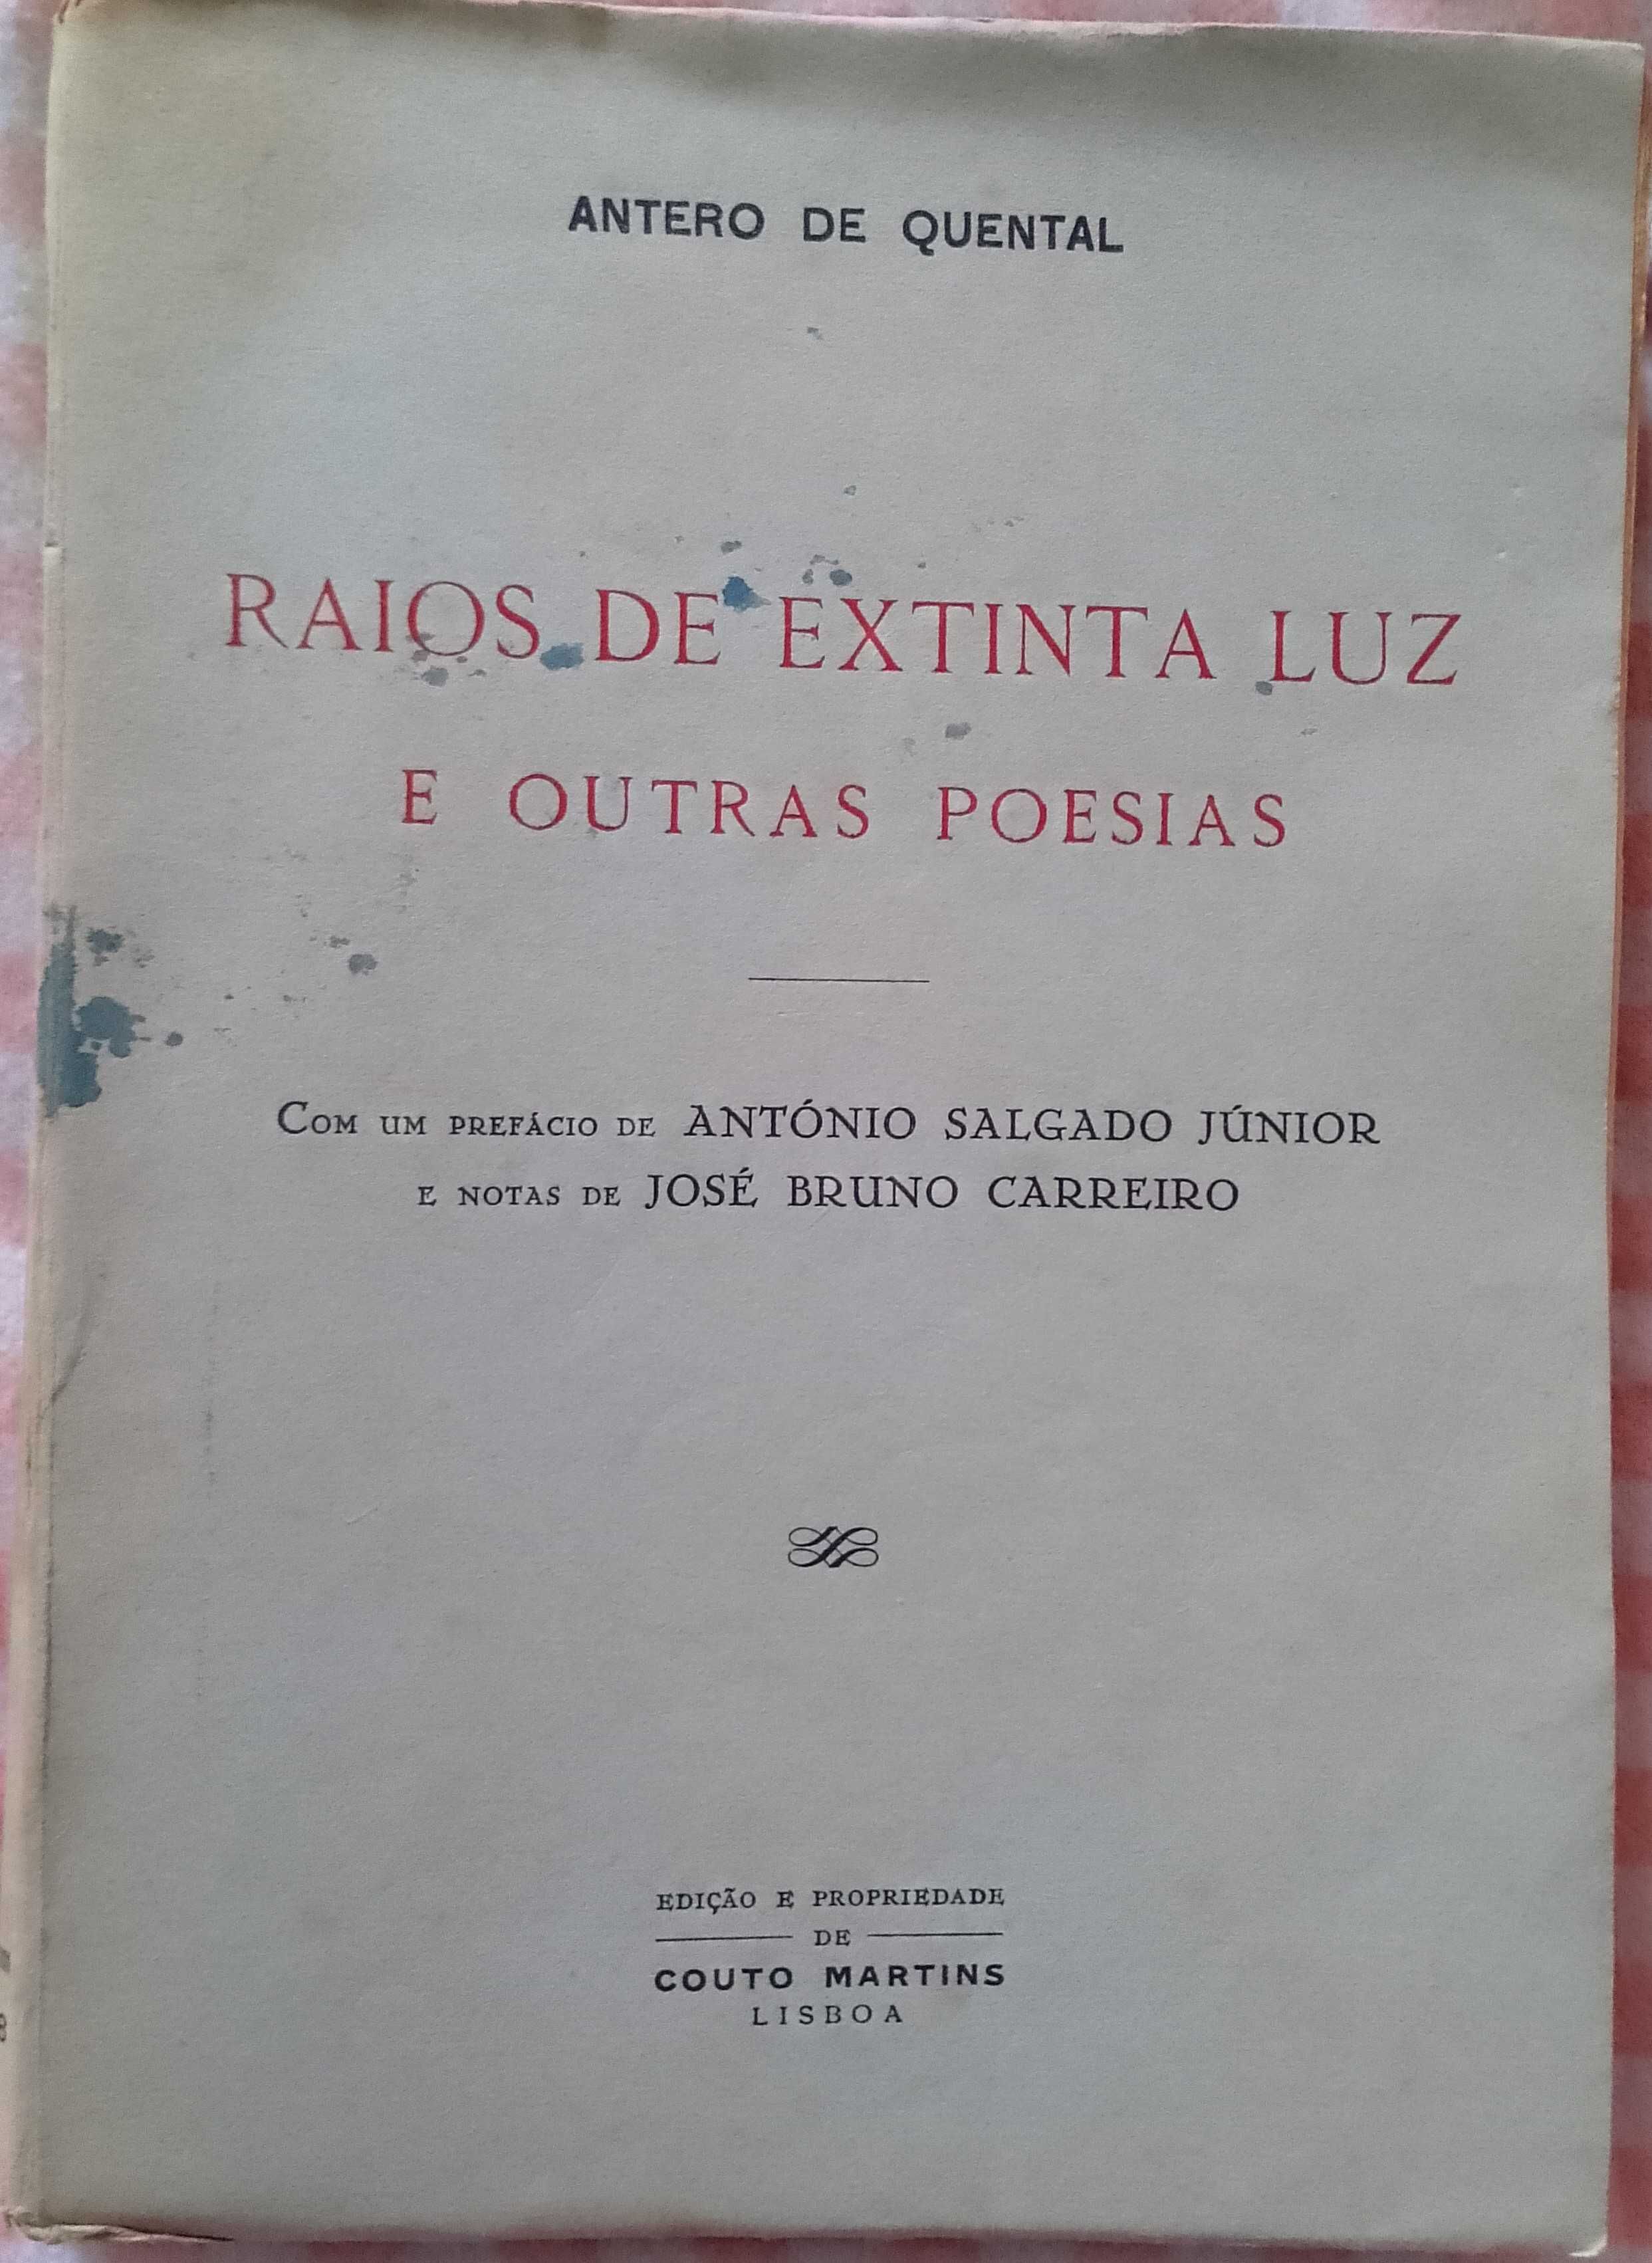 ANTERO DE QUENTAL
RAIOS DE EXTINTA LUZ
E OUTRAS POESIAS
COM UM PREFÁCIO DE ANTÓNIO SALGADO JÚNIOR
E NOTAS DE JOSÉ BRUNO CARREIRO
EDIÇÃO E PROPRIEDADE
DE
COUTO MARTINS
LISBOA